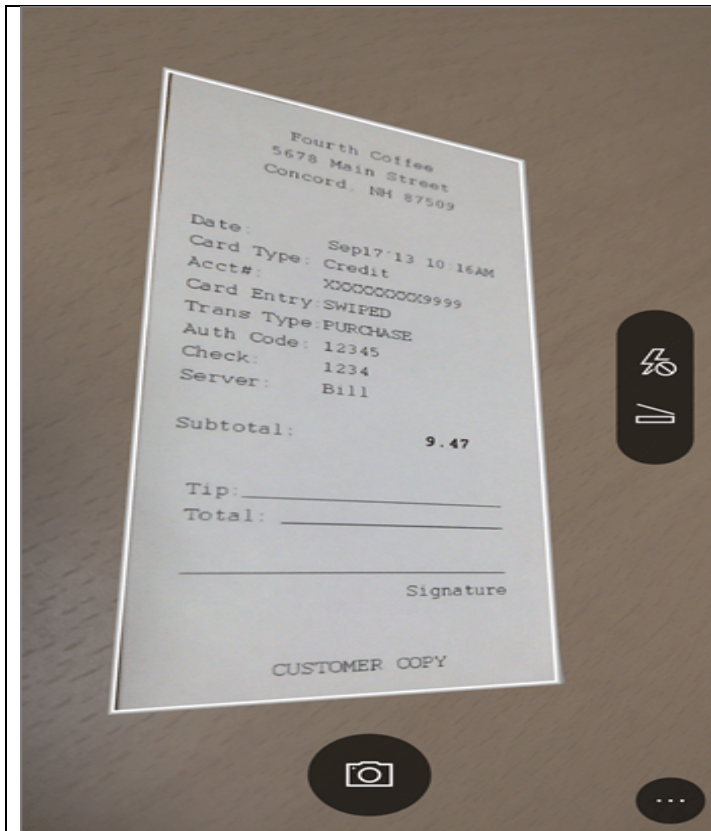 Fourth Coffee
5678 Main Street
Concord, NH 87509
Date: Sep17'13 10:16AM
Card Type: Credit
Acct#: XXXXXXXXXX9999
Card Entry:SWIPED
Trans Type:PURCHASE
Auth Code: 12345
Check: 1234
Server: Bill
Subtotal: 9.47
Tip:
Total:
Signature
CUSTOMER COPY